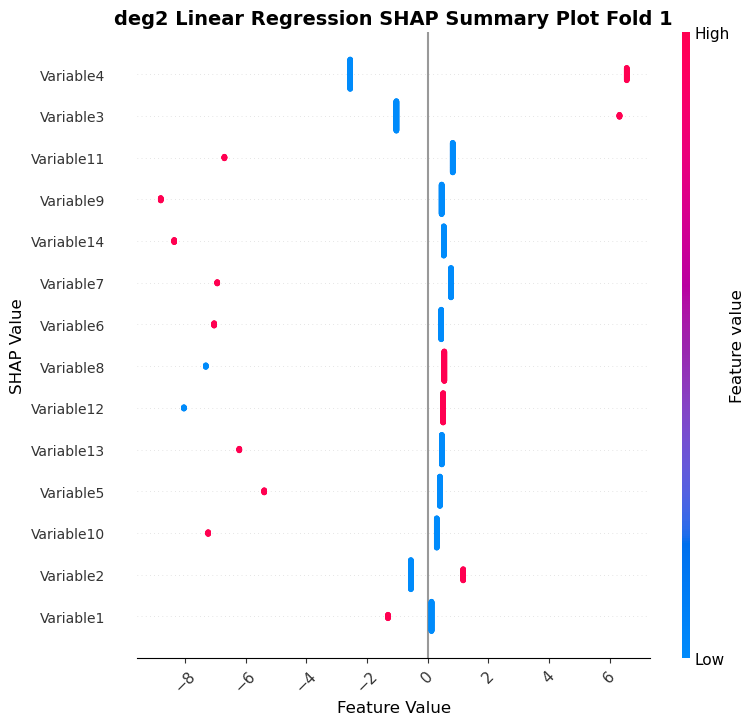 deg2 Linear Regression SHAP Summary Plot Fold 1
High
Variable4
Variable3
Variable11
Variable9
Variable14
Variable7
Variable6
Variable8
Variable12
Variable13
Variable5
Variable10
Variable2
Variable1
SHAP Value
Feature value
Low
−8 −6 −4 −2 0 2 4 6
Feature Value